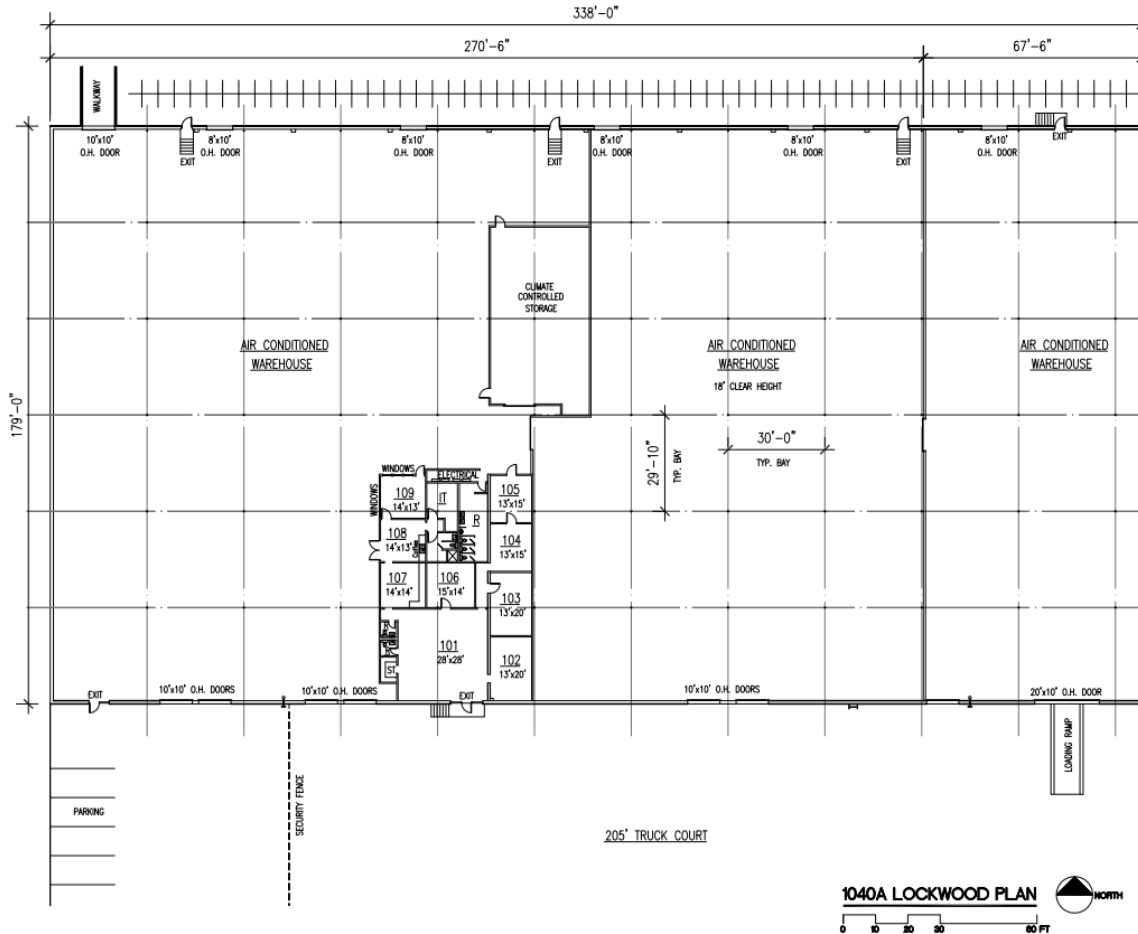 338'-0"
270'-6"
67'-6"
WALKWAY
10'x10'
O.H. DOOR
EXIT
8'x10'
O.H. DOOR
8'x10'
O.H. DOOR
EXIT
8'x10'
O.H. DOOR
8'x10'
O.H. DOOR
EXIT
8'x10'
O.H. DOOR
EXIT
179'-0"
CLIMATE
CONTROLLED
STORAGE
AIR CONDITIONED
WAREHOUSE
AIR CONDITIONED
WAREHOUSE
18' CLEAR HEIGHT
AIR CONDITIONED
WAREHOUSE
30'-0"
TYP. BAY
29'-10"
TYP. BAY
WINDOWS
WINDOWS
ELECTRICAL
109
14'x13'
IT
R
105
13'x15'
108
14'x13'
104
13'x15'
107
14'x14'
106
15'x14'
103
13'x20'
101
28'x28'
102
13'x20'
ST
EXIT
10'x10' O.H. DOORS
10'x10' O.H. DOORS
EXIT
10'x10' O.H. DOORS
20'x10' O.H. DOOR
LOADING RAMP
SECURITY FENCE
PARKING
205' TRUCK COURT
1040A LOCKWOOD PLAN
NORTH
0 10 20 30 60 FT